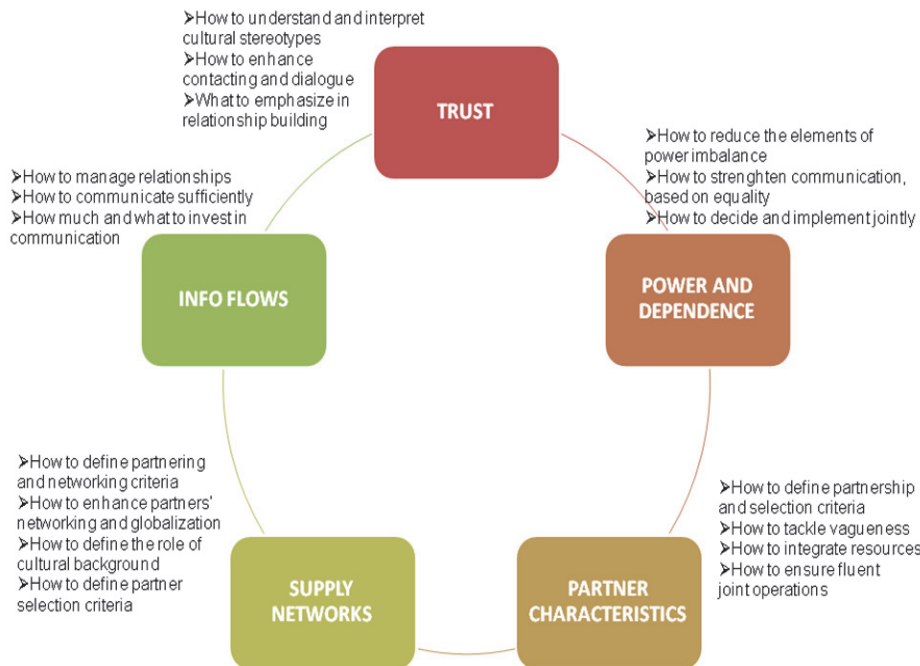 ➤How to understand and interpret
cultural stereotypes
➤How to enhance
contacting and dialogue
➤What to emphasize in
relationship building
TRUST
➤How to reduce the elements of
power imbalance
➤How to strenghten communication,
based on equality
➤How to decide and implement jointly
POWER AND
DEPENDENCE
➤How to manage relationships
➤How to communicate sufficiently
➤How much and what to invest in
communication
INFO FLOWS
➤How to define partnering
and networking criteria
➤How to enhance partners'
networking and globalization
➤How to define the role of
cultural background
➤How to define partner
selection criteria
SUPPLY
NETWORKS
➤How to define partnership
and selection criteria
➤How to tackle vagueness
➤How to integrate resources
➤How to ensure fluent
joint operations
PARTNER
CHARACTERISTICS